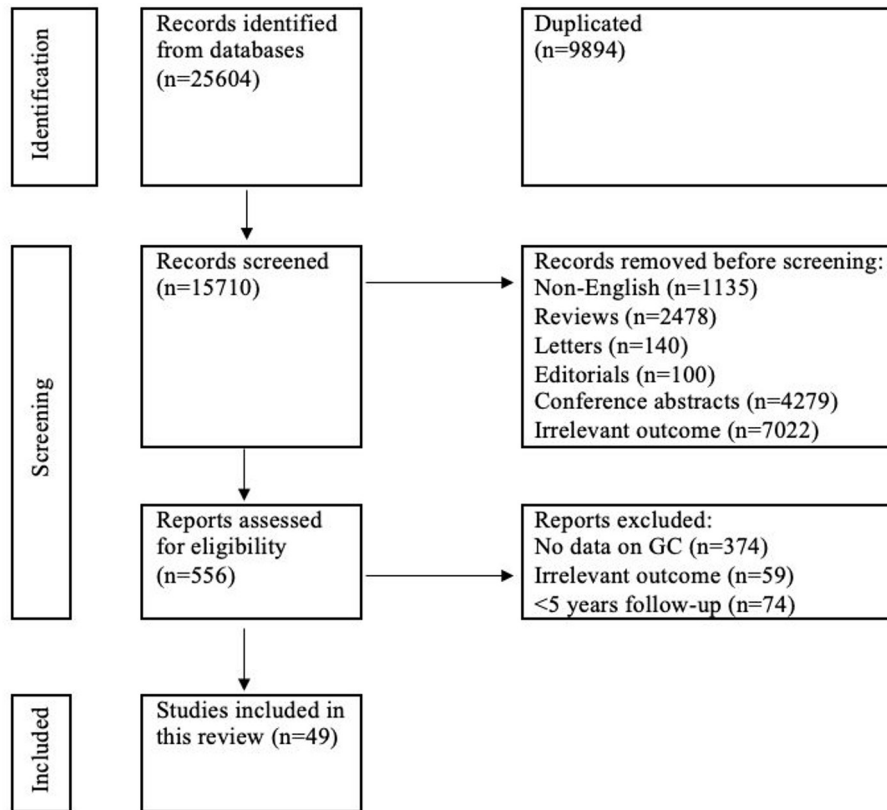 Identification
Records identified
from databases
(n=25604)
Duplicated
(n=9894)
Screening
Records screened
(n=15710)
Records removed before screening:
Non-English (n=1135)
Reviews (n=2478)
Letters (n=140)
Editorials (n=100)
Conference abstracts (n=4279)
Irrelevant outcome (n=7022)
Reports assessed
for eligibility
(n=556)
Reports excluded:
No data on GC (n=374)
Irrelevant outcome (n=59)
<5 years follow-up (n=74)
Included
Studies included in
this review (n=49)